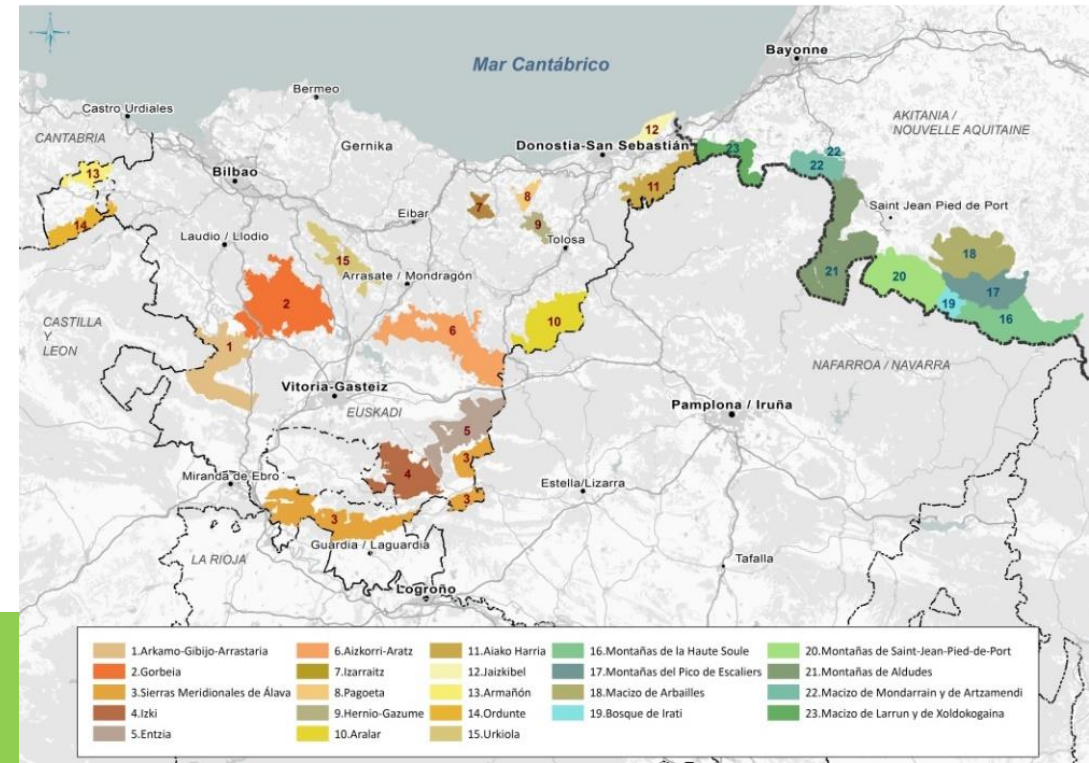 Bayonne
Mar Cantábrico
Bermeo
Castro Urdiales
CANTABRIA
AKITANIA /
NOUVELLE AQUITAINE
12
Donostia-San Sebastián
Gernika
23
22
22
13
Bilbao
11
8
7
Saint Jean Pied de Port
Eibar
9
14
Laudio / Llodio
Tolosa
15
Arrasate / Mondragón
18
21
20
2
17
19
10
16
CASTILLA
Y
LEON
6
1
NAFARROA / NAVARRA
Vitoria-Gasteiz
EUSKADI
Pamplona / Iruña
5
3
4
Miranda de Ebro
Estella/Lizarra
3
3
Guardia / Laguardia
LA RIOJA
Tafalla
Logroño
1.Arkamo-Gibijo-Arrastaria
2.Gorbeia
3.Sierras Meridionales de Álava
4.Izki
5.Entzia
6.Aizkorri-Aratz
7.Izarraitz
8.Pagoeta
9.Hernio-Gazume
10.Aralar
11.Aiako Harria
12.Jaizkibel
13.Armañón
14.Ordunte
15.Urkiola
16.Montañas de la Haute Soule
17.Montañas del Pico de Escaliers
18.Macizo de Arbailles
19.Bosque de Irati
20.Montañas de Saint-Jean-Pied-de-Port
21.Montañas de Aldudes
22.Macizo de Mondarrain y de Artzamendi
23.Macizo de Larrun y de Xoldokogaina